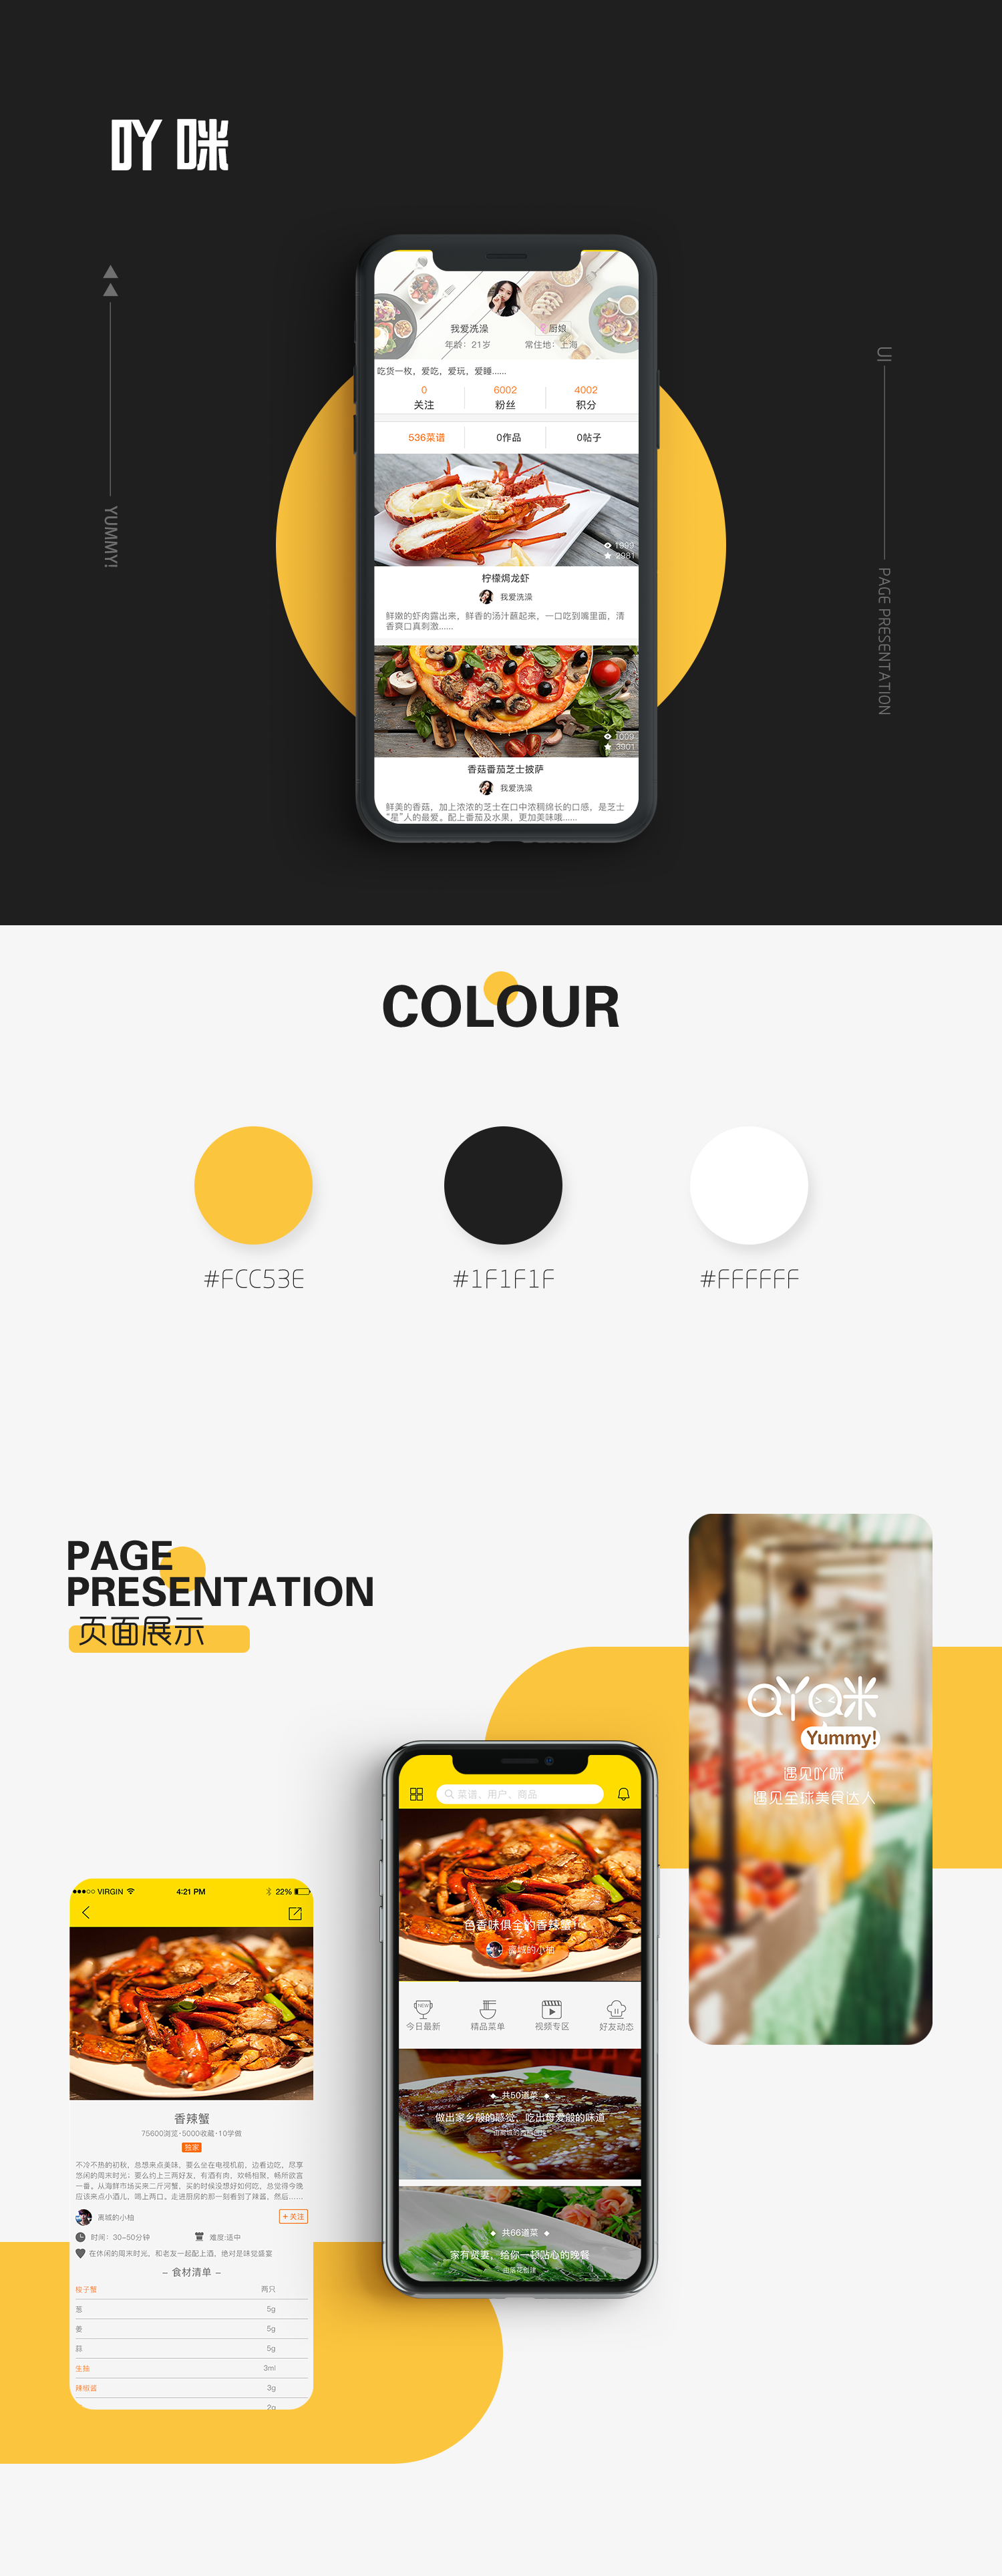 吖咪
YUMMY!
UI
PAGE PRESENTATION
我爱洗澡
厨娘
年龄：21岁
常住地：上海
吃货一枚，爱吃，爱玩，爱睡......
0
6002
4002
关注
粉丝
积分
536菜谱
0作品
0帖子
1999
2981
柠檬焗龙虾
我爱洗澡
鲜嫩的虾肉露出来，鲜香的汤汁蘸起来，一口吃到嘴里面，清
香爽口真刺激......
1009
3901
香菇番茄芝士披萨
我爱洗澡
鲜美的香菇，加上浓浓的芝士在口中浓稠绵长的口感，是芝士
“星”人的最爱。配上番茄及水果，更加美味哦......
COLOUR
#FCC53E
#1F1F1F
#FFFFFF
PAGE
PRESENTATION
页面展示
吖咪
Yummy!
遇见吖咪
遇见全球美食达人
菜谱、用户、商品
色香味俱全的香辣蟹
离城的小柚
NEW
今日最新
精品菜单
视频专区
好友动态
共50道菜
做出家乡般的感觉，吃出母爱般的味道
共66道菜
家有贤妻，给你一顿贴心的晚餐
VIRGIN
4:21 PM
22%
香辣蟹
75600浏览·5000收藏·10学做
独家
不冷不热的初秋，总想来点美味，要么坐在电视机前，边看边吃，尽享
悠闲的周末时光；要么约上三两好友，有酒有肉，欢畅相聚，畅所欲言
一番。从海鲜市场买来二斤河蟹，买的时候没想好如何吃，总觉得今晚
应该来点小酒儿，喝上两口。走进厨房的那一刻看到了辣酱，然后......
离城的小柚
+关注
时间：30-50分钟
难度:适中
在休闲的周末时光，和老友一起配上酒，绝对是味觉盛宴
– 食材清单 –
梭子蟹
两只
葱
5g
姜
5g
蒜
5g
生抽
3ml
辣椒酱
3g
2g